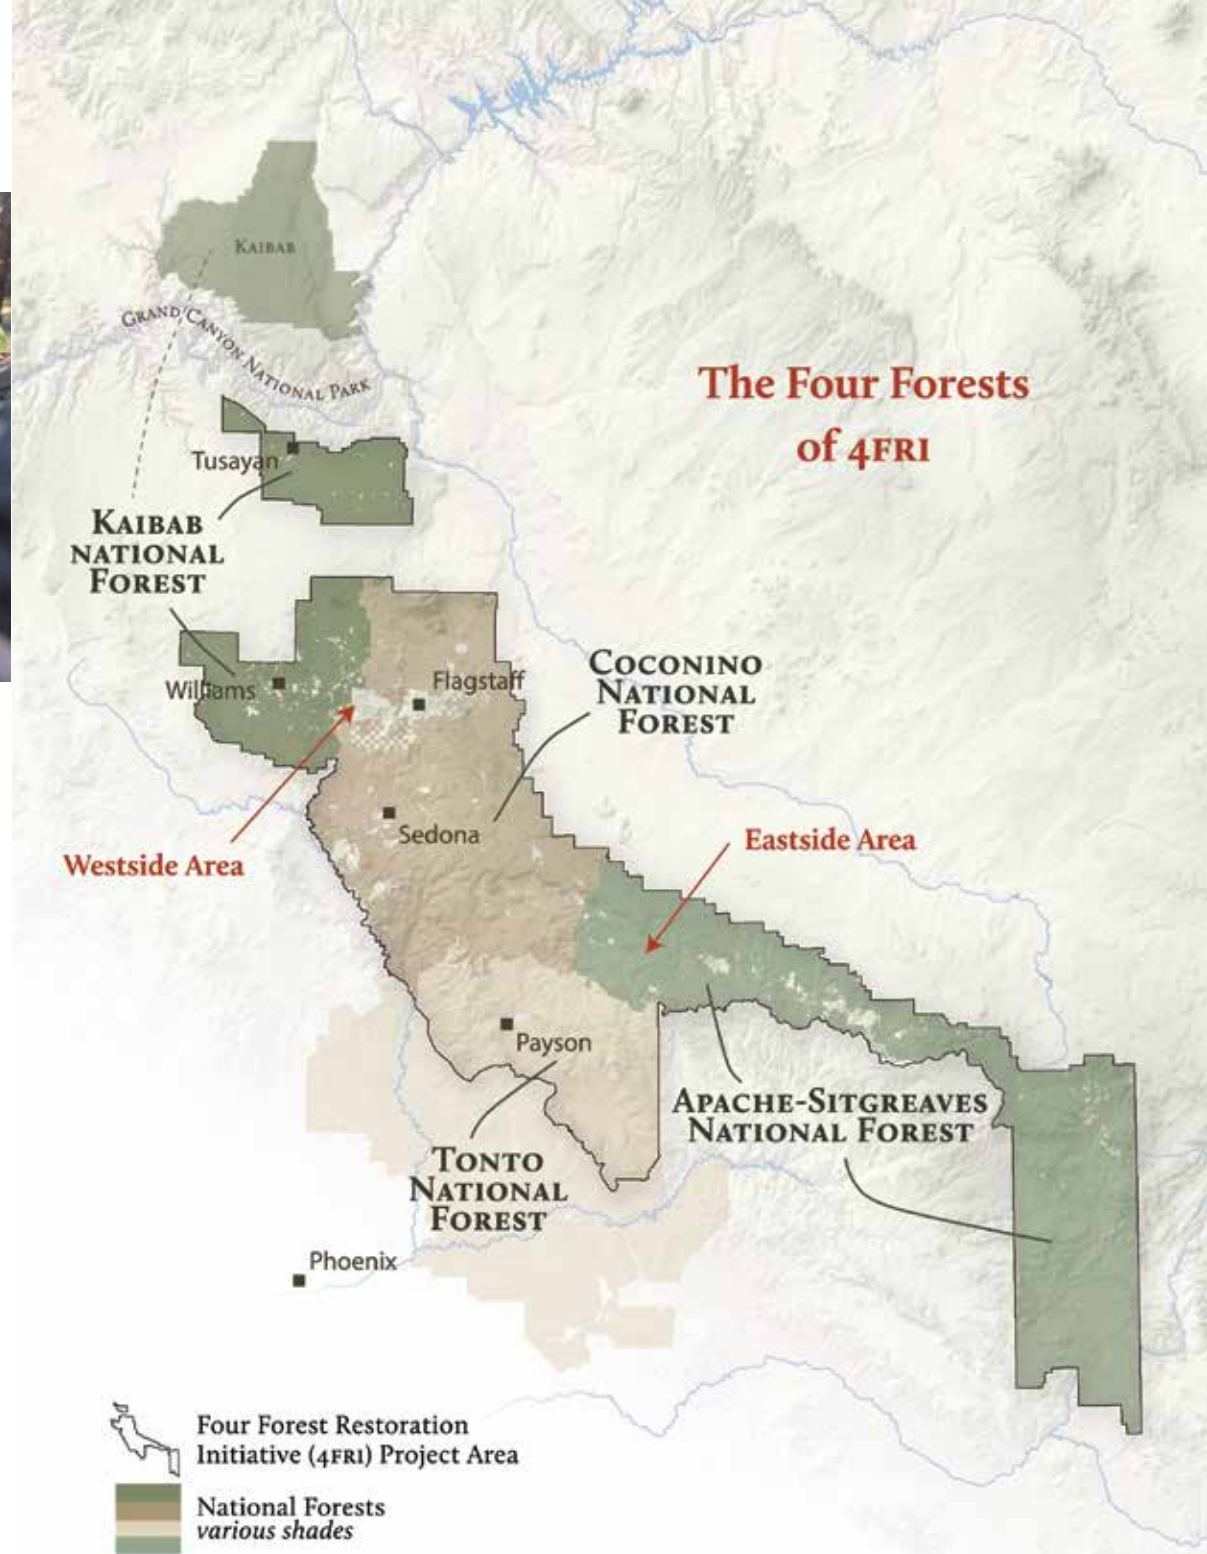 Kaibab
Grand Canyon National Park
The Four Forests
of 4FRI
Tusayan
Kaibab
National
Forest
Williams
Flagstaff
Coconino
National
Forest
Sedona
Westside Area
Eastside Area
Payson
Apache-Sitgreaves
National Forest
Tonto
National
Forest
Phoenix
Four Forest Restoration
Initiative (4FRI) Project Area
National Forests
various shades